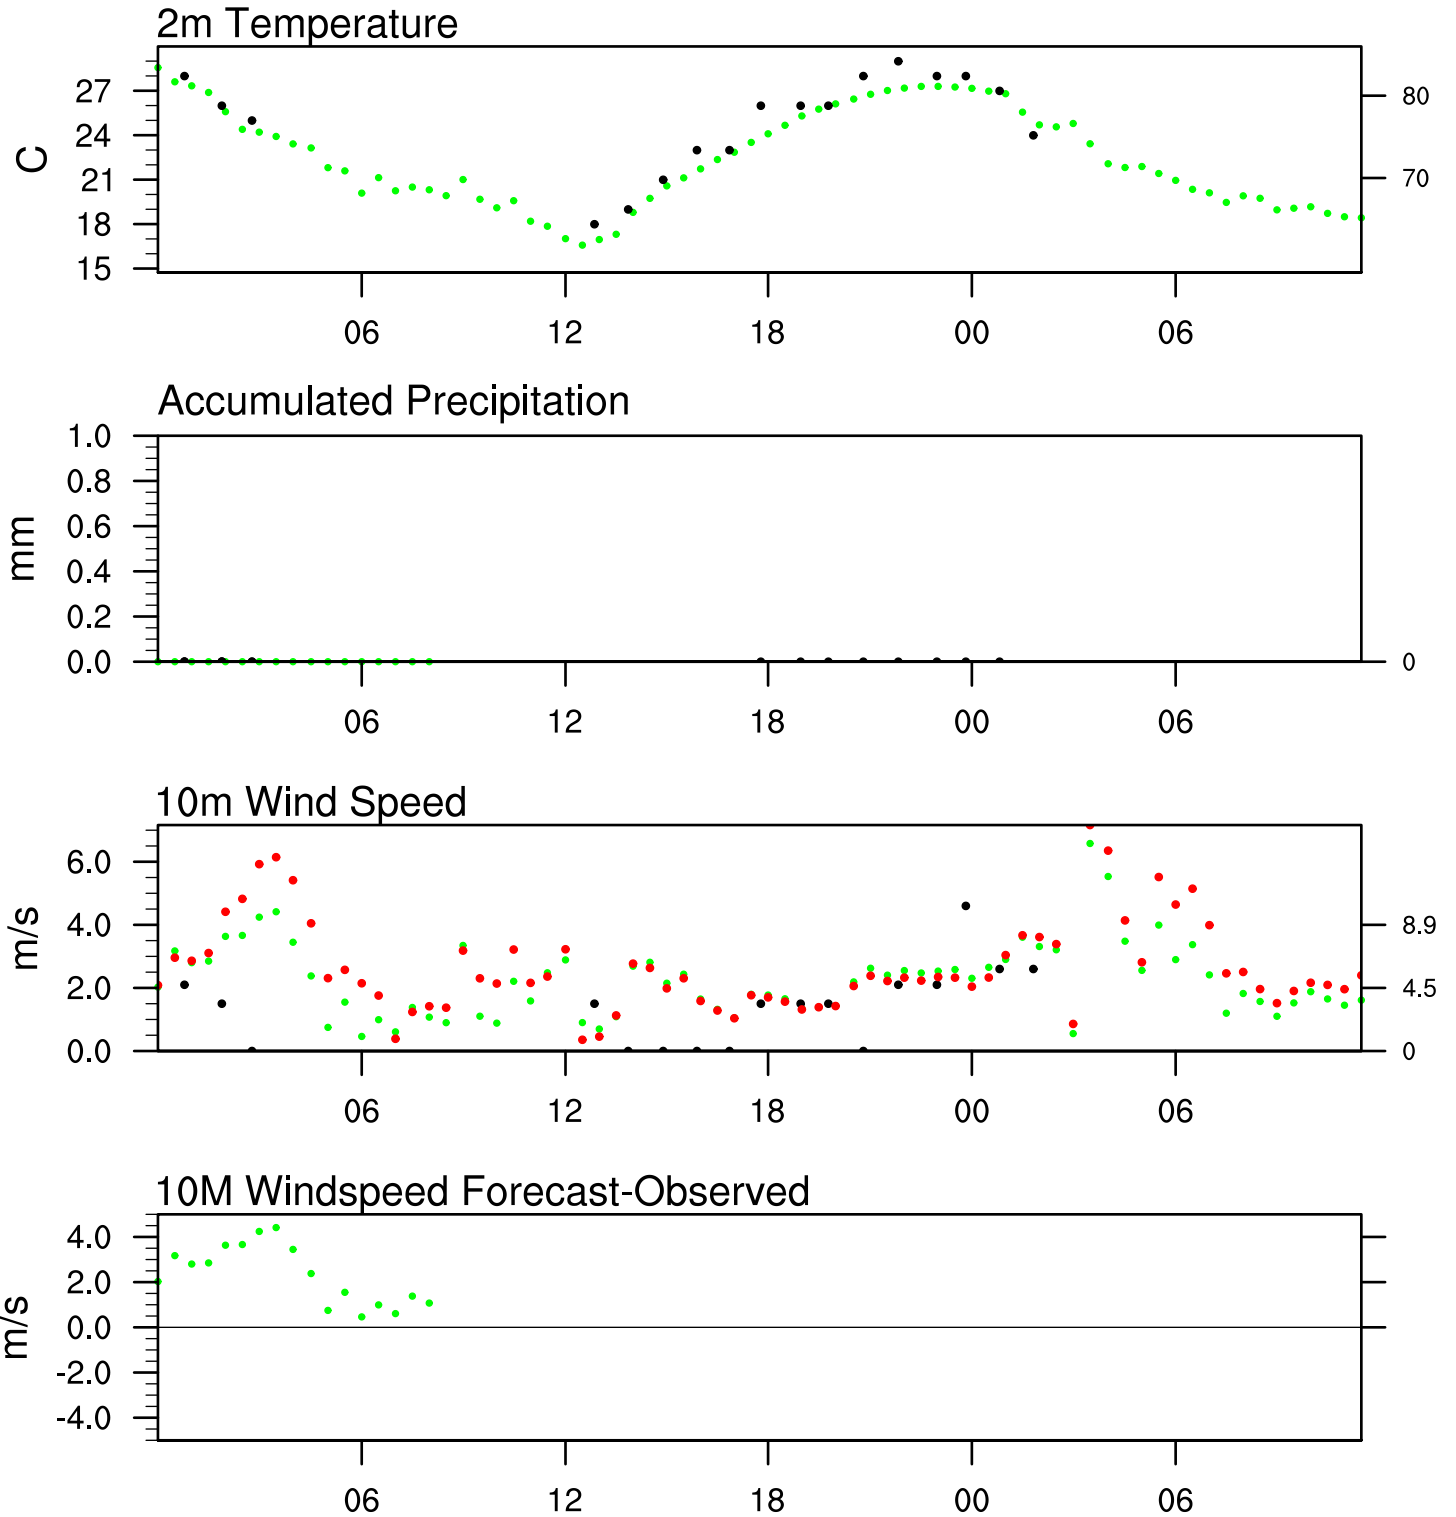 2m Temperature
27
24
21
18
15
C
80
70
06 12 18 00 06
Accumulated Precipitation
1.0
0.8
0.6
0.4
0.2
0.0
mm
0
06 12 18 00 06
10m Wind Speed
6.0
4.0
2.0
0.0
m/s
8.9
4.5
0
06 12 18 00 06
10M Windspeed Forecast-Observed
4.0
2.0
0.0
-2.0
-4.0
m/s
06 12 18 00 06